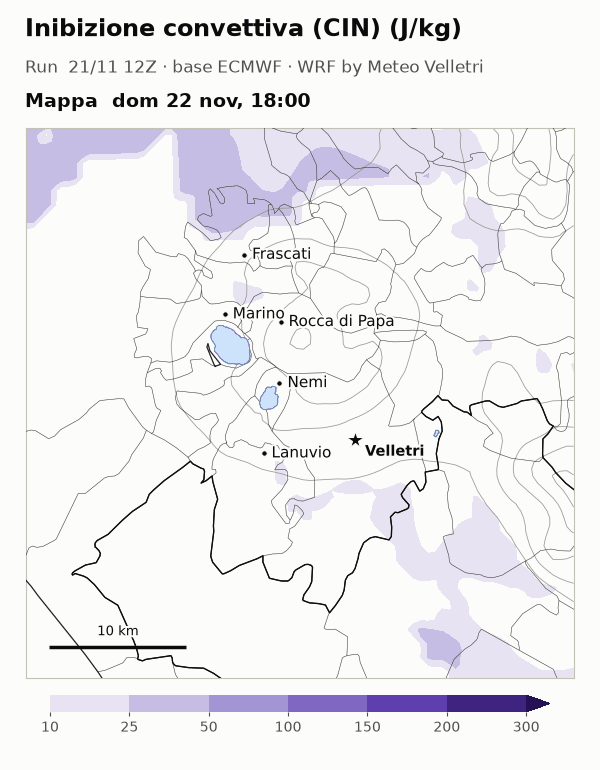 Inibizione convettiva (CIN) (J/kg)
Run  21/11 12Z · base ECMWF · WRF by Meteo Velletri
Mappa  dom 22 nov, 18:00
Frascati
Marino
Rocca di Papa
Nemi
Velletri
Lanuvio
10 km
10 25 50 100 150 200 300